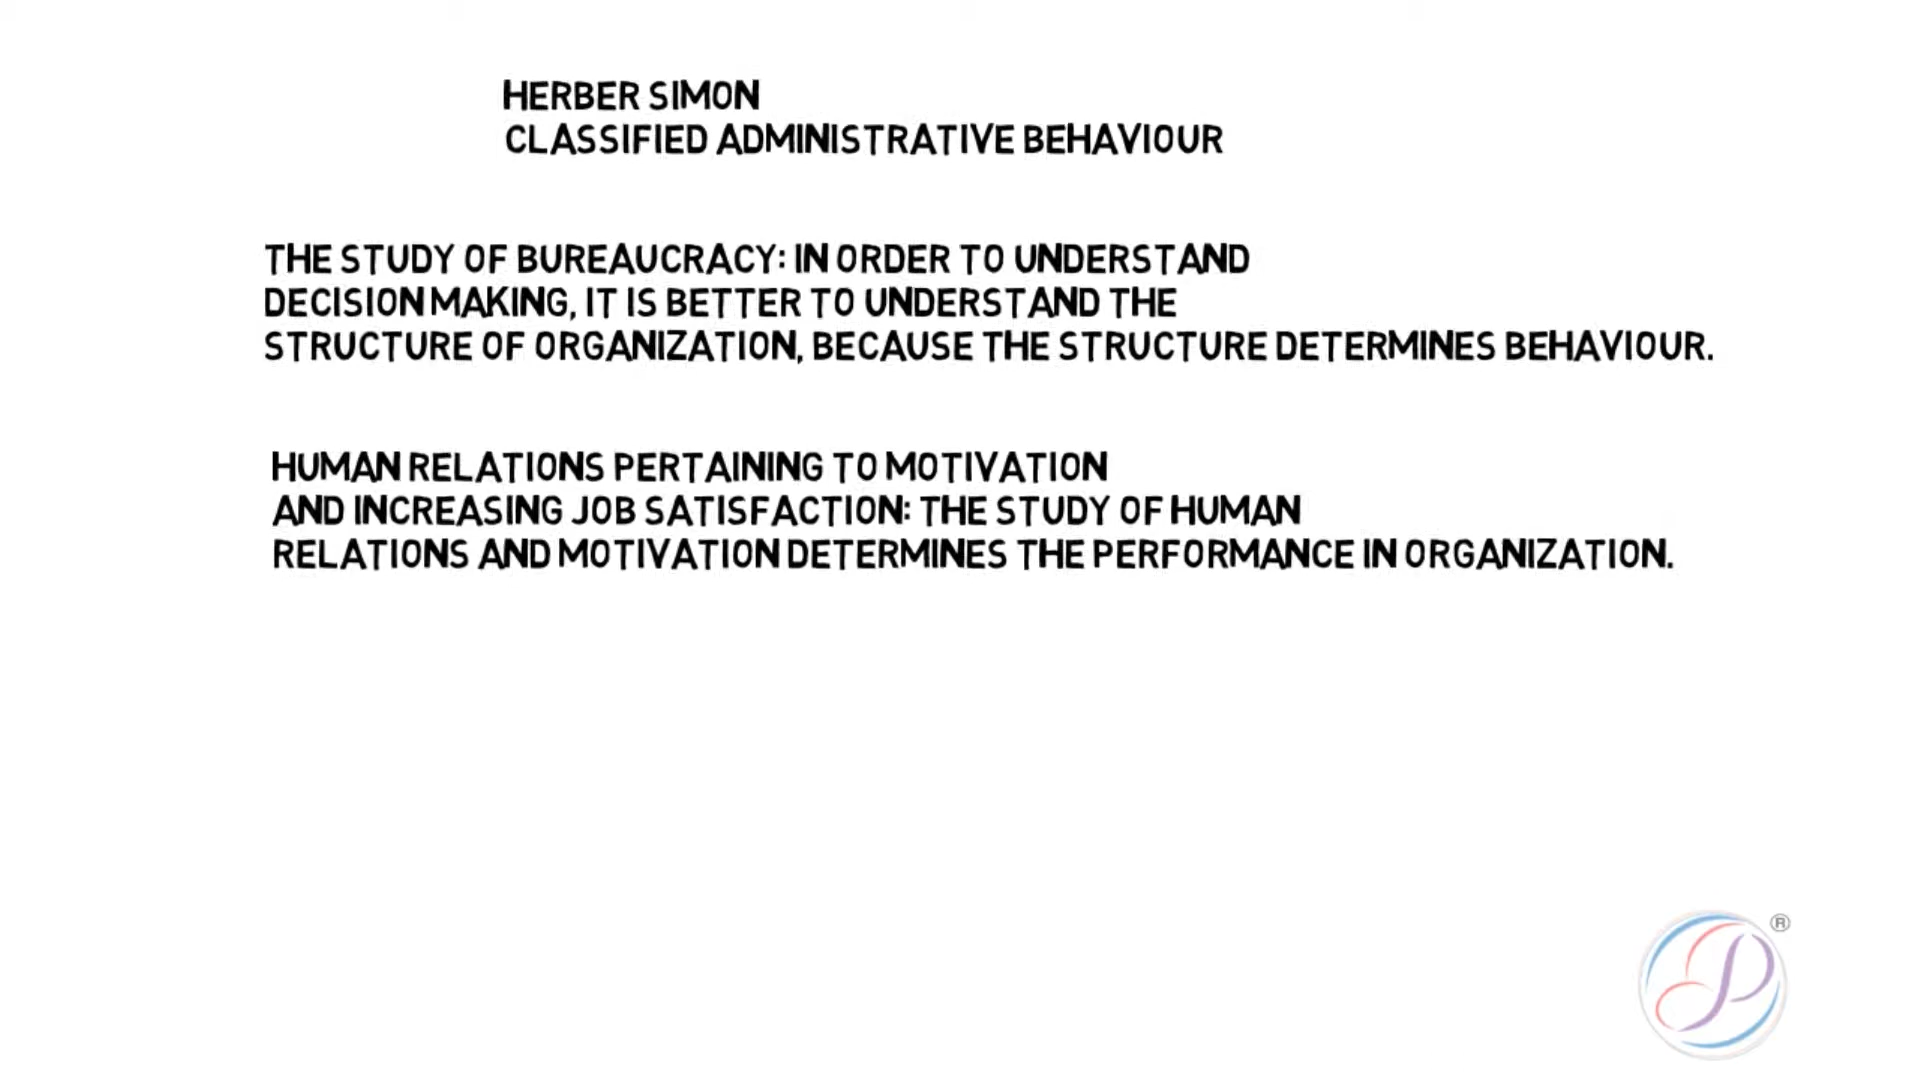 HERBER SIMON
CLASSIFIED ADMINISTRATIVE BEHAVIOUR
THE STUDY OF BUREAUCRACY: IN ORDER TO UNDERSTAND
DECISION MAKING, IT IS BETTER TO UNDERSTAND THE
STRUCTURE OF ORGANIZATION, BECAUSE THE STRUCTURE DETERMINES BEHAVIOUR.
HUMAN RELATIONS PERTAINING TO MOTIVATION
AND INCREASING JOB SATISFACTION: THE STUDY OF HUMAN
RELATIONS AND MOTIVATION DETERMINES THE PERFORMANCE IN ORGANIZATION.
P ®